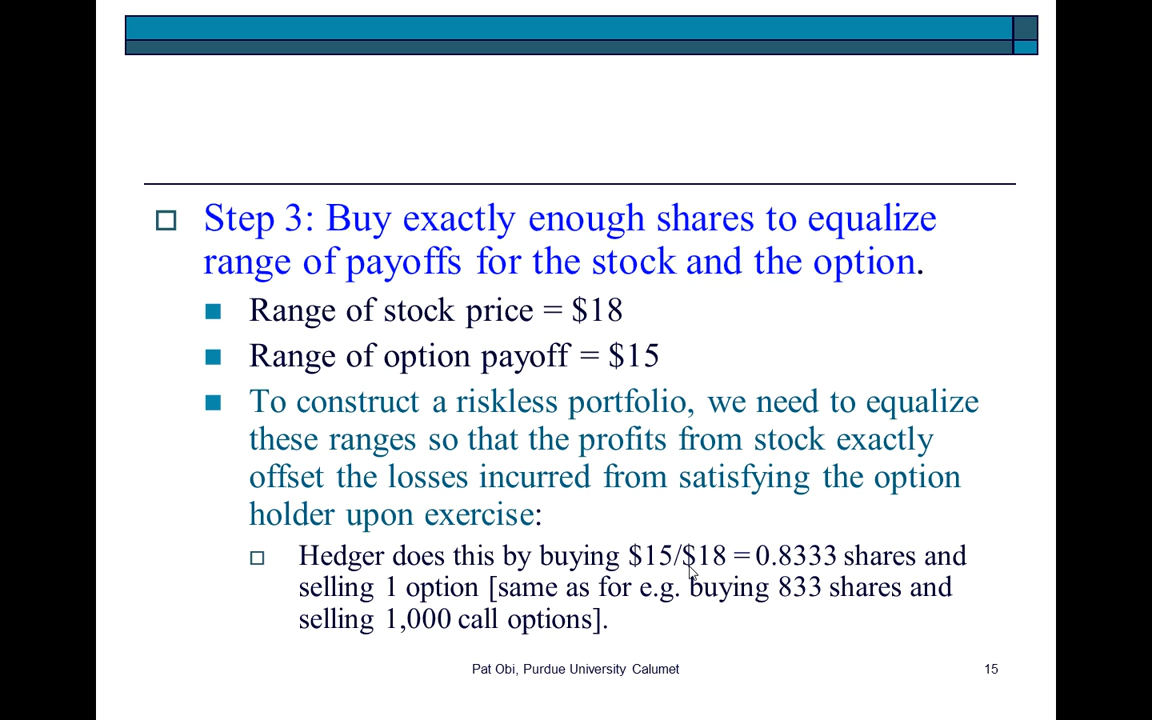 Step 3: Buy exactly enough shares to equalize
range of payoffs for the stock and the option.
Range of stock price = $18
Range of option payoff = $15
To construct a riskless portfolio, we need to equalize
these ranges so that the profits from stock exactly
offset the losses incurred from satisfying the option
holder upon exercise:
Hedger does this by buying $15/$18 = 0.8333 shares and
selling 1 option [same as for e.g. buying 833 shares and
selling 1,000 call options].
Pat Obi, Purdue University Calumet
15